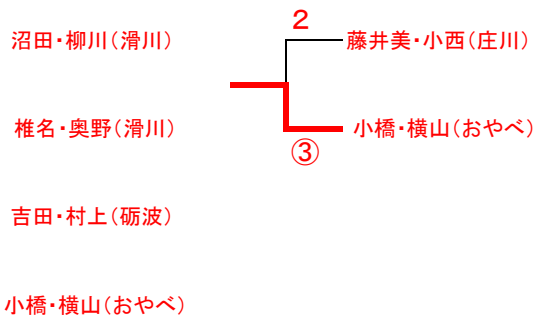 沼田・柳川（滑川）
椎名・奥野（滑川）
吉田・村上（砺波）
小橋・横山（おやべ）
2
藤井美・小西（庄川）
小橋・横山（おやべ）
③